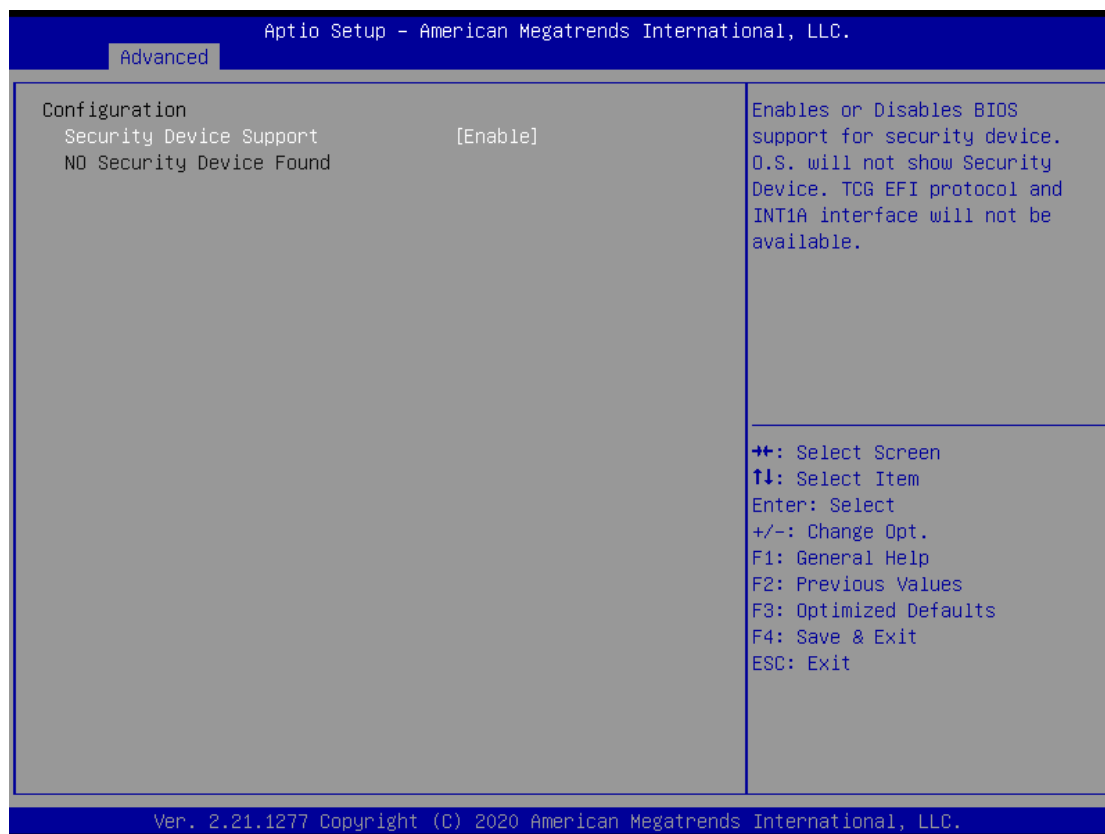 Aptio Setup – American Megatrends International, LLC.
Advanced
Configuration
Security Device Support [Enable]
NO Security Device Found
Enables or Disables BIOS
support for security device.
O.S. will not show Security
Device. TCG EFI protocol and
INT1A interface will not be
available.
→←: Select Screen
↑↓: Select Item
Enter: Select
+/-: Change Opt.
F1: General Help
F2: Previous Values
F3: Optimized Defaults
F4: Save & Exit
ESC: Exit
Ver. 2.21.1277 Copyright (C) 2020 American Megatrends International, LLC.